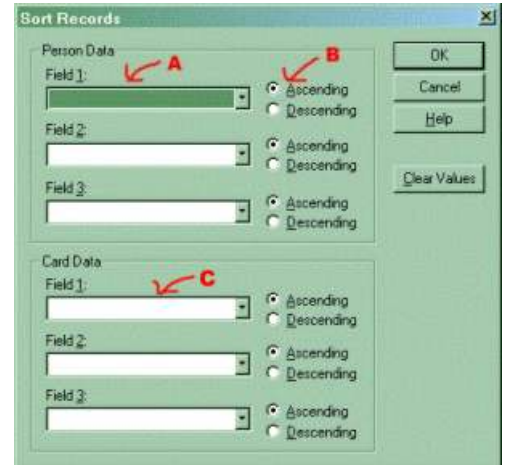 Sort Records
Person Data
A
B
Field 1:
Ascending
Descending
Field 2:
Ascending
Descending
Field 3:
Ascending
Descending
OK
Cancel
Help
Clear Values
Card Data
Field 1:
C
Ascending
Descending
Field 2:
Ascending
Descending
Field 3:
Ascending
Descending